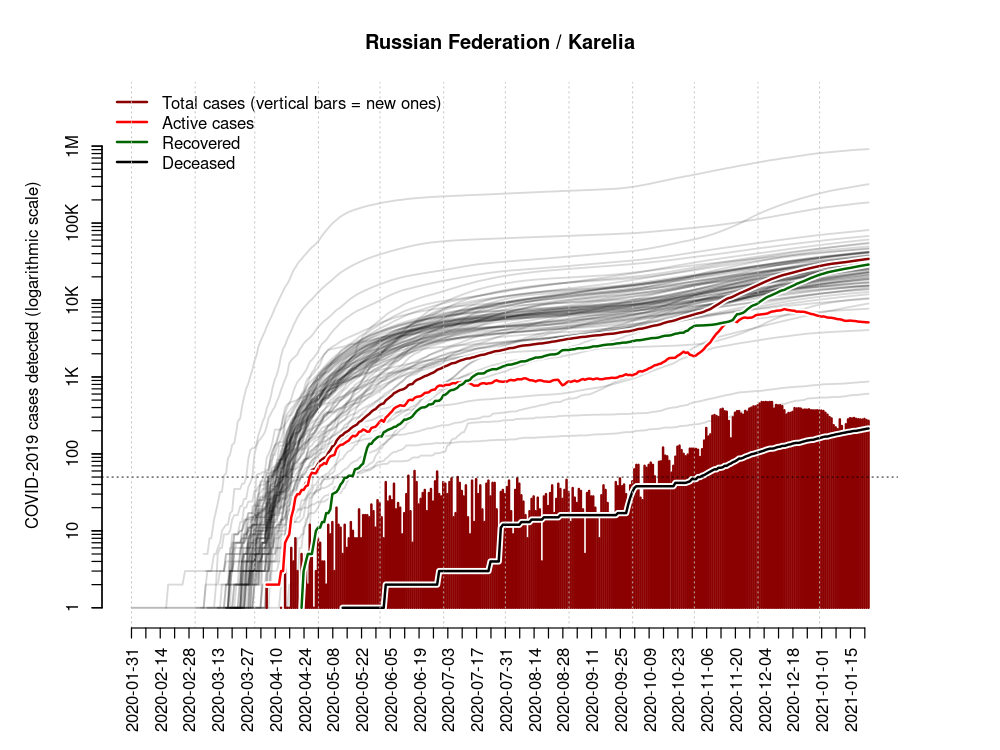 Russian Federation / Karelia
Total cases (vertical bars = new ones)
Active cases
Recovered
Deceased
COVID-2019 cases detected (logarithmic scale)
1M
100K
10K
1K
100
10
1
2020-01-31
2020-02-14
2020-02-28
2020-03-13
2020-03-27
2020-04-10
2020-04-24
2020-05-08
2020-05-22
2020-06-05
2020-06-19
2020-07-03
2020-07-17
2020-07-31
2020-08-14
2020-08-28
2020-09-11
2020-09-25
2020-10-09
2020-10-23
2020-11-06
2020-11-20
2020-12-04
2020-12-18
2021-01-01
2021-01-15